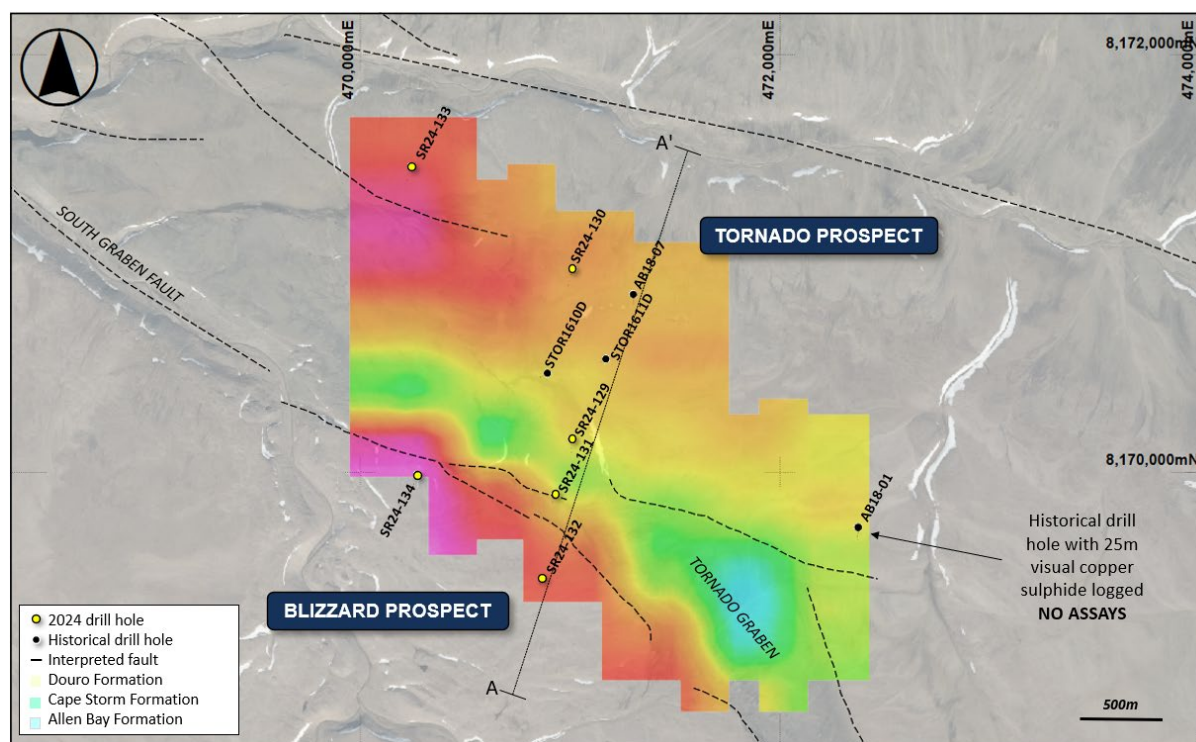 470,000mE
472,000mE
474,000mE
8,172,000mN
SR24-133
A'
SOUTH GRABEN FAULT
SR24-130
TORNADO PROSPECT
AB18-07
STOR1610D
STOR1611D
SR24-129
SR24-131
8,170,000mN
SR24-134
AB18-01
SR24-132
Historical drill
hole with 25m
visual copper
sulphide logged
NO ASSAYS
TORNADO GRABEN
BLIZZARD PROSPECT
A
2024 drill hole
Historical drill hole
Interpreted fault
Douro Formation
Cape Storm Formation
Allen Bay Formation
500m